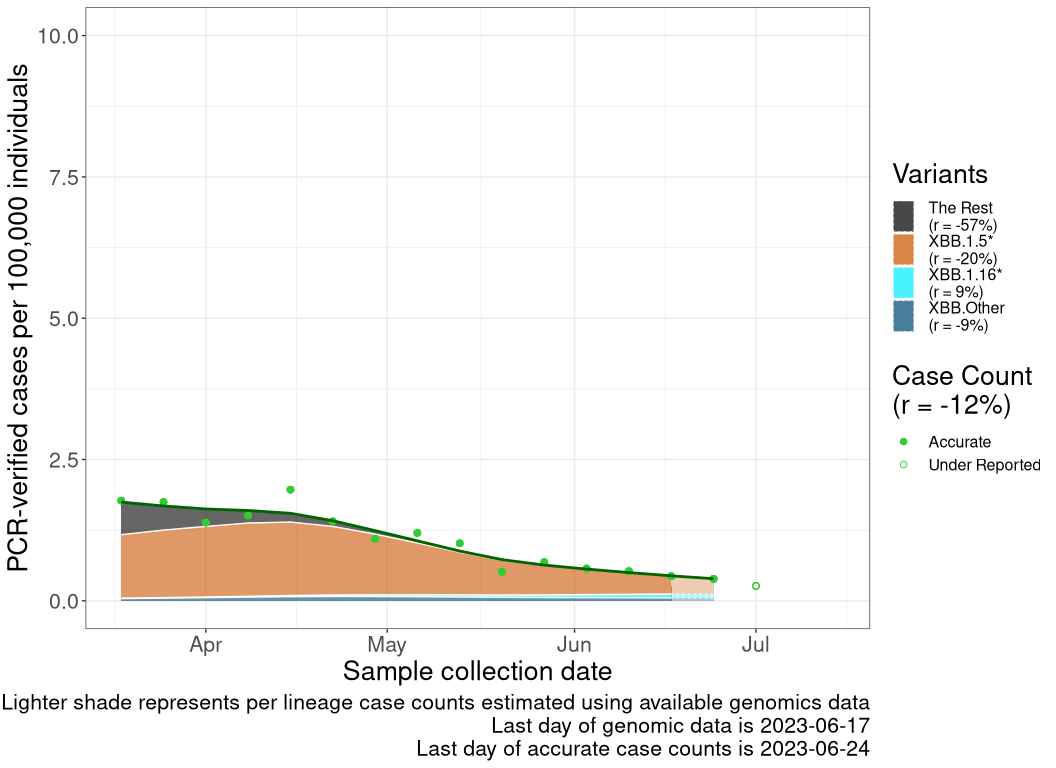 PCR-verified cases per 100,000 individuals
10.0
7.5
5.0
2.5
0.0
Apr
May
Jun
Jul
Sample collection date
Variants
The Rest
(r = -57%)
XBB.1.5*
(r = -20%)
XBB.1.16*
(r = 9%)
XBB.Other
(r = -9%)
Case Count
(r = -12%)
Accurate
Under Reported
Lighter shade represents per lineage case counts estimated using available genomics data
Last day of genomic data is 2023-06-17
Last day of accurate case counts is 2023-06-24